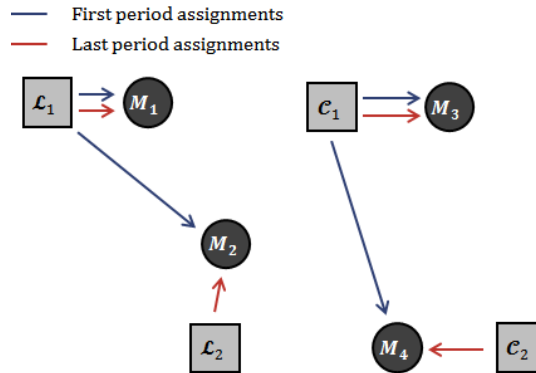 First period assignments
Last period assignments
𝓛₁ M₁ 𝓒₁ M₃
M₂
𝓛₂ M₄ 𝓒₂